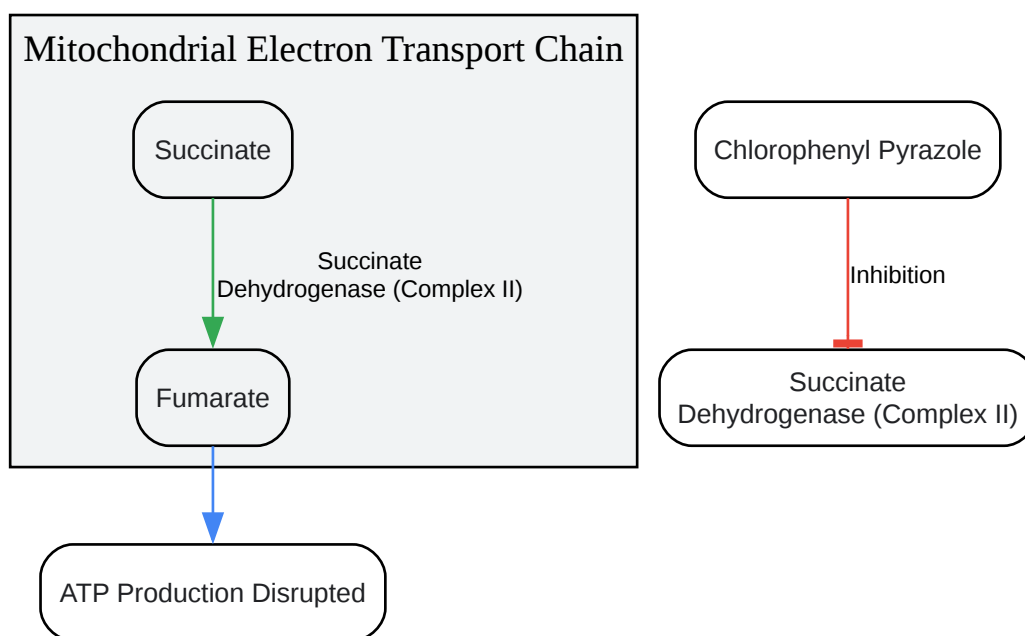 Mitochondrial Electron Transport Chain
Succinate
Chlorophenyl Pyrazole
Succinate
Dehydrogenase (Complex II)
Inhibition
Fumarate
Succinate
Dehydrogenase (Complex II)
ATP Production Disrupted